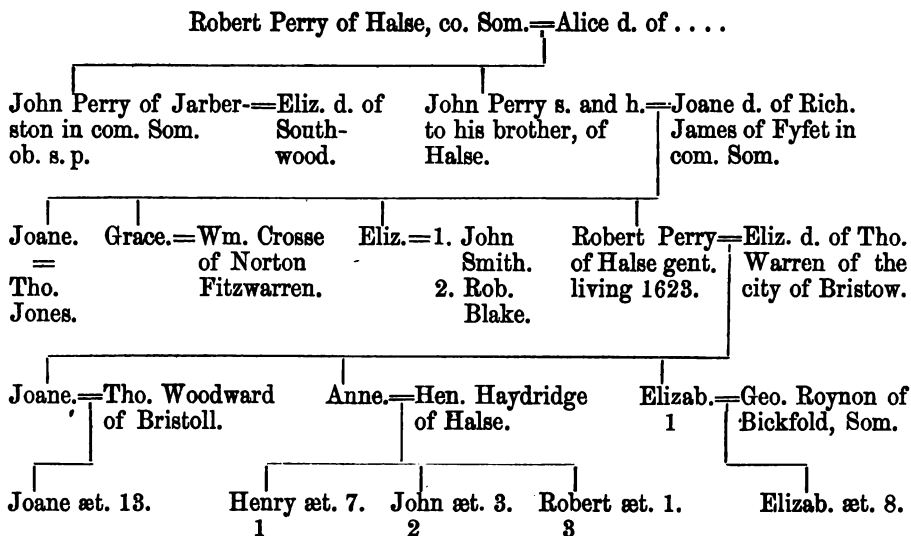 Robert Perry of Halse, co. Som.=Alice d. of . . . .
John Perry of Jarber-=Eliz. d. of
ston in com. Som. South-
ob. s. p. wood.
John Perry s. and h.=Joane d. of Rich.
to his brother, of James of Fyfet in
Halse. com. Som.
Joane.
=
Tho.
Jones.
Grace.=Wm. Crosse
of Norton
Fitzwarren.
Eliz.=1. John
Smith.
2. Rob.
Blake.
Robert Perry=Eliz. d. of Tho.
of Halse gent. Warren of the
living 1623. city of Bristow.
Joane.=Tho. Woodward
of Bristoll.
Anne.=Hen. Haydridge
of Halse.
Elizab.=Geo. Roynon of
1 Bickfold, Som.
Joane æt. 13.
Henry æt. 7. John æt. 3. Robert æt. 1.
1 2 3
Elizab. æt. 8.